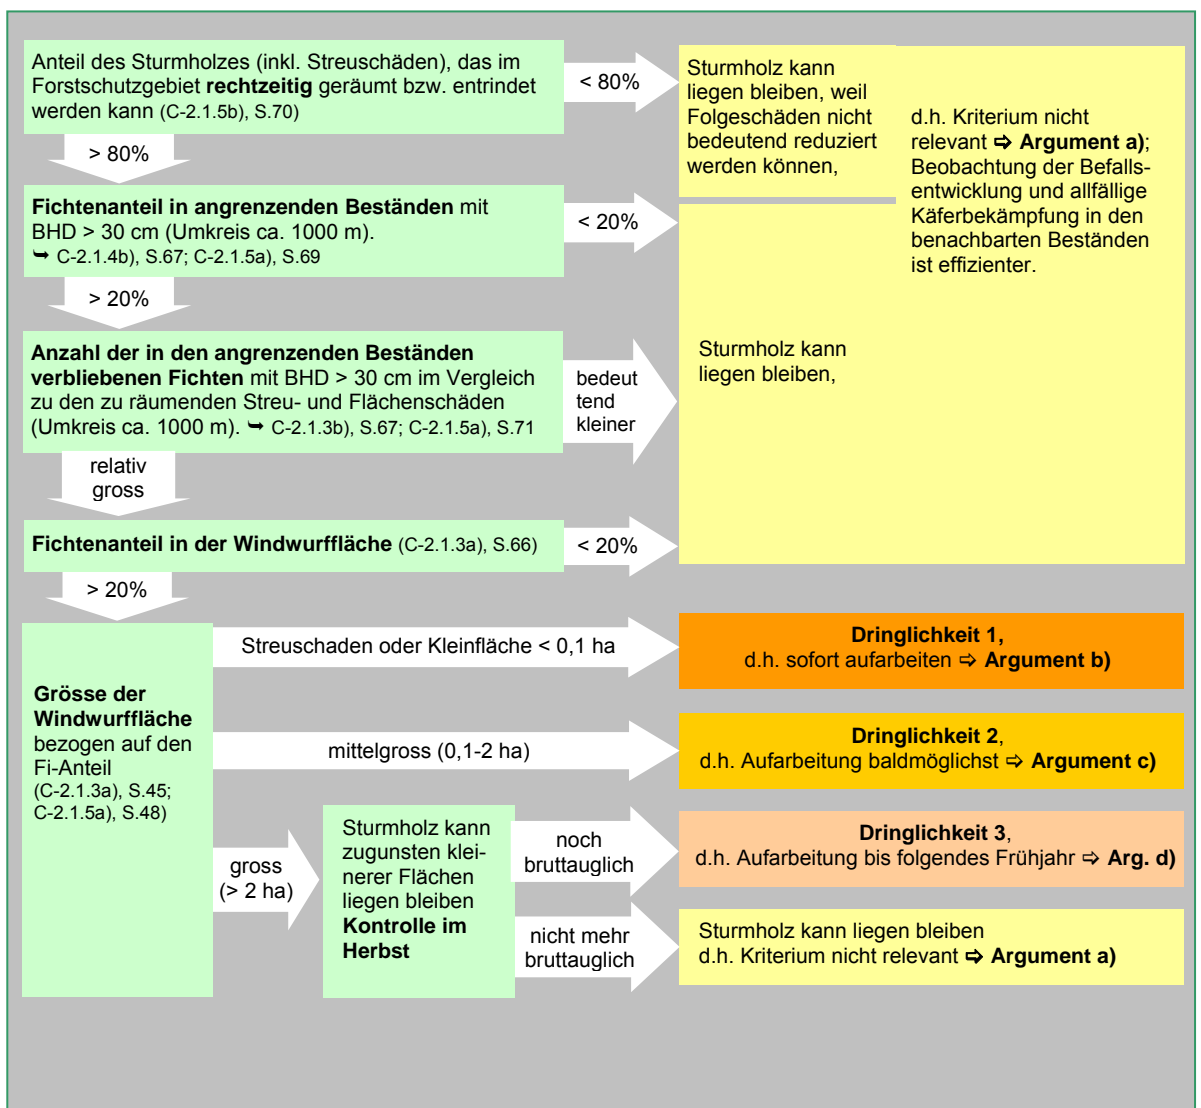 Anteil des Sturmholzes (inkl. Streuschäden), das im
Forstschutzgebiet rechtzeitig geräumt bzw. entrindet
werden kann (C-2.1.5b), S.70)
< 80%
Sturmholz kann
liegen bleiben, weil
Folgeschäden nicht
bedeutend reduziert
werden können,
d.h. Kriterium nicht
relevant ⇨ Argument a);
Beobachtung der Befalls-
entwicklung und allfällige
Käferbekämpfung in den
benachbarten Beständen
ist effizienter.
> 80%
Fichtenanteil in angrenzenden Beständen mit
BHD > 30 cm (Umkreis ca. 1000 m).
➥ C-2.1.4b), S.67; C-2.1.5a), S.69
< 20%
> 20%
Anzahl der in den angrenzenden Beständen
verbliebenen Fichten mit BHD > 30 cm im Vergleich
zu den zu räumenden Streu- und Flächenschäden
(Umkreis ca. 1000 m). ➥ C-2.1.3b), S.67; C-2.1.5a), S.71
bedeut
tend
kleiner
Sturmholz kann
liegen bleiben,
relativ
gross
Fichtenanteil in der Windwurffläche (C-2.1.3a), S.66)
< 20%
> 20%
Grösse der
Windwurffläche
bezogen auf den
Fi-Anteil
(C-2.1.3a), S.45;
C-2.1.5a), S.48)
Streuschaden oder Kleinfläche < 0,1 ha
Dringlichkeit 1,
d.h. sofort aufarbeiten ⇨ Argument b)
mittelgross (0,1-2 ha)
Dringlichkeit 2,
d.h. Aufarbeitung baldmöglichst ⇨ Argument c)
gross
(> 2 ha)
Sturmholz kann
zugunsten klei-
nerer Flächen
liegen bleiben
Kontrolle im
Herbst
noch
bruttauglich
Dringlichkeit 3,
d.h. Aufarbeitung bis folgendes Frühjahr ⇨ Arg. d)
nicht mehr
bruttauglich
Sturmholz kann liegen bleiben
d.h. Kriterium nicht relevant ⇨ Argument a)